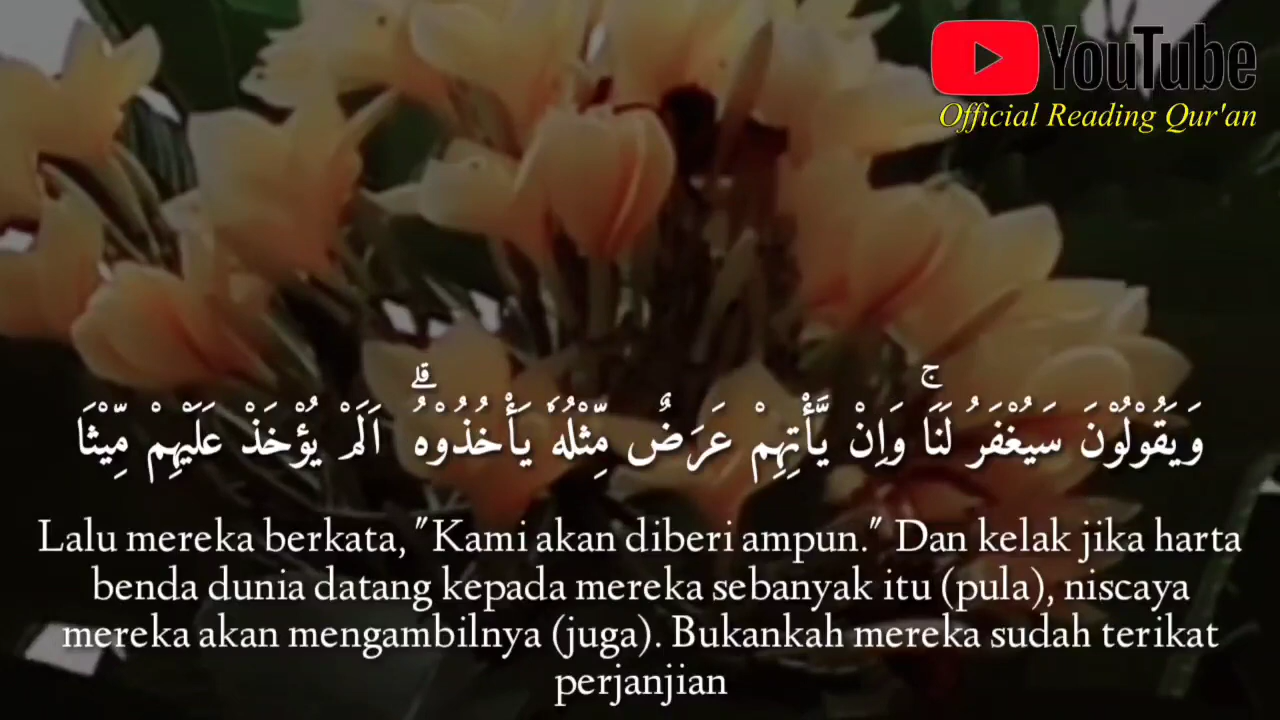 YouTube
Official Reading Qur'an
وَيَقُوْلُوْنَ سَيُغْفَرُ لَنَاۚ وَاِنْ يَّأْتِهِمْ عَرَضٌ مِّثْلُهٗ يَأْخُذُوْهُۗ اَلَمْ يُؤْخَذْ عَلَيْهِمْ مِّيْثَا
Lalu mereka berkata, "Kami akan diberi ampun." Dan kelak jika harta
benda dunia datang kepada mereka sebanyak itu (pula), niscaya
mereka akan mengambilnya (juga). Bukankah mereka sudah terikat
perjanjian